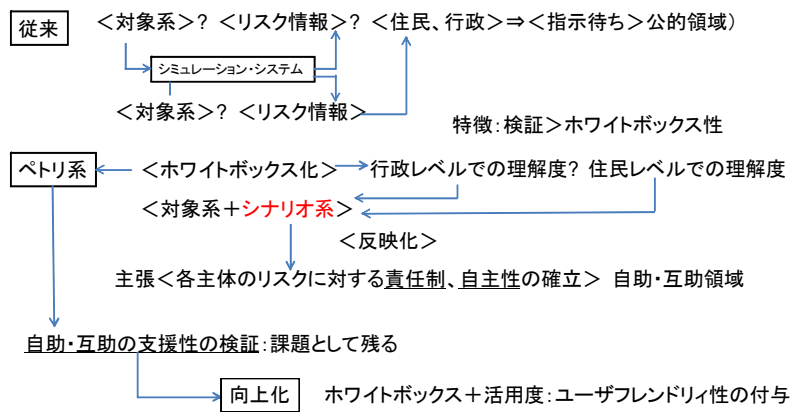 従来 <対象系>? <リスク情報>? <住民、行政>⇒<指示待ち>公的領域)
シミュレーション・システム
<対象系>? <リスク情報>
特徴:検証>ホワイトボックス性
ペトリ系 <ホワイトボックス化> 行政レベルでの理解度? 住民レベルでの理解度
<対象系+シナリオ系>
<反映化>
主張<各主体のリスクに対する責任制、自主性の確立> 自助・互助領域
自助・互助の支援性の検証:課題として残る
向上化 ホワイトボックス+活用度:ユーザフレンドリィ性の付与